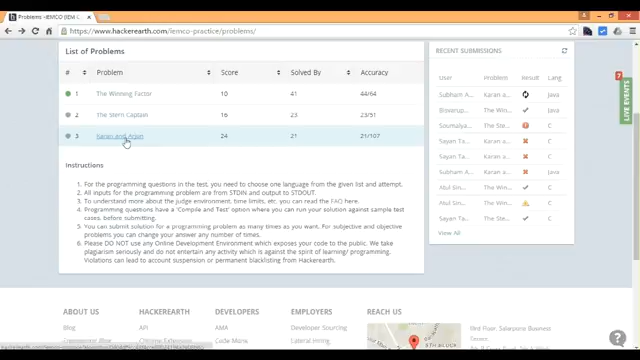 Problems - IEMCO (IEM C
https://www.hackerearth.com/iemco-practice/problems/
List of Problems
# Problem Score Solved By Accuracy
1 The Winning Factor 10 41 44/64
2 The Stern Captain 16 23 23/51
3 Karan and Arjun 24 21 21/107
Instructions
1. For the programming questions in the test, you need to choose one language from the given list and attempt.
2. All inputs for the programming problem are from STDIN and output to STDOUT.
3. To understand more about the judge environment, time limits, etc, you can read the FAQ here.
4. Programming questions have a 'Compile and Test' option where you can run your solution against sample test
cases, before submitting.
5. You can submit solution for a programming problem as many times as you want. For subjective and objective
problems you can change your answer any number of times.
6. Please DO NOT use any Online Development Environment which exposes your code to the public. We take
plagiarism seriously and do not entertain any activity which is against the spirit of learning/ programming.
Violations can lead to account suspension or permanent blacklisting from HackerEarth.
RECENT SUBMISSIONS
User Problem Result Lang
Subham A... Karan a... Java
Biswarup... The Win... Java
Soumalya... The Ste... C
Sayan Ta... Karan a... C
Sayan Ta... Karan a... C
Subham A... Karan a... Java
Atul Sin... The Win... C
Atul Sin... The Win... C
Sayan Ta... The Ste... C
View All
7
LIVE EVENTS
ABOUT US
Blog
HACKEREARTH
API
Chrome Extension
DEVELOPERS
AMA
Code Monk
EMPLOYERS
Developer Sourcing
Lateral Hiring
REACH US
5TH BLOCK
IIIrd Floor, Salarpuria Business
?